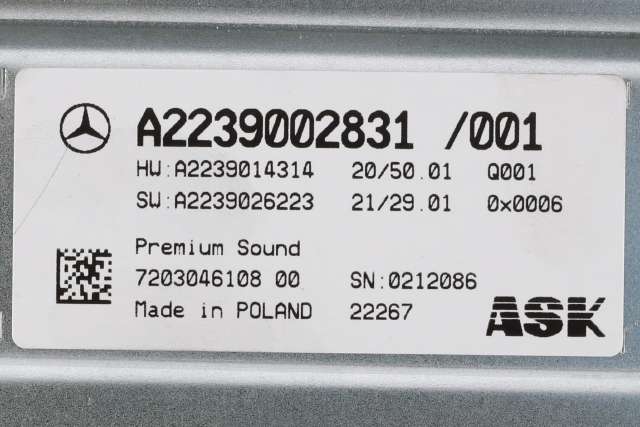 A2239002831 /001
HW:A2239014314 20/50.01 Q001
SW:A2239026223 21/29.01 0x0006
Premium Sound
7203046108 00 SN:0212086
Made in POLAND 22267
ASK